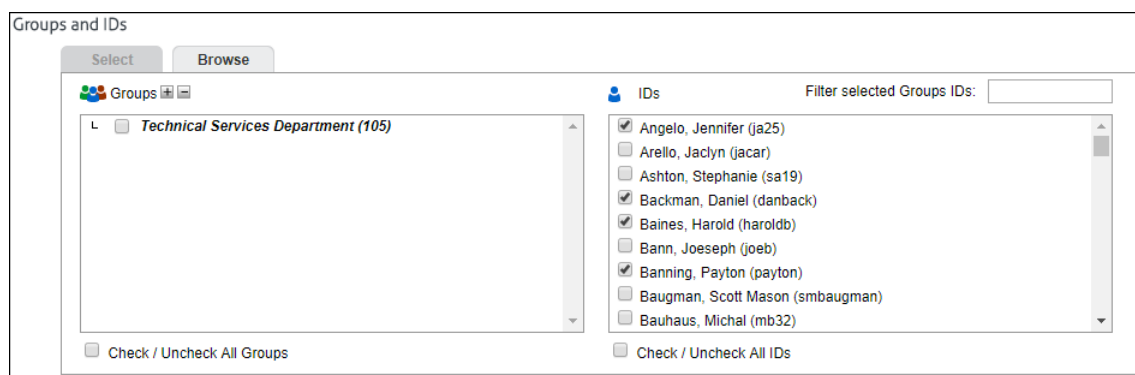 Groups and IDs
Select Browse
Groups
Technical Services Department (105)
Check / Uncheck All Groups
IDs Filter selected Groups IDs:
Angelo, Jennifer (ja25)
Arello, Jaclyn (jacar)
Ashton, Stephanie (sa19)
Backman, Daniel (danback)
Baines, Harold (haroldb)
Bann, Joeseph (joeb)
Banning, Payton (payton)
Baugman, Scott Mason (smbaugman)
Bauhaus, Michal (mb32)
Check / Uncheck All IDs